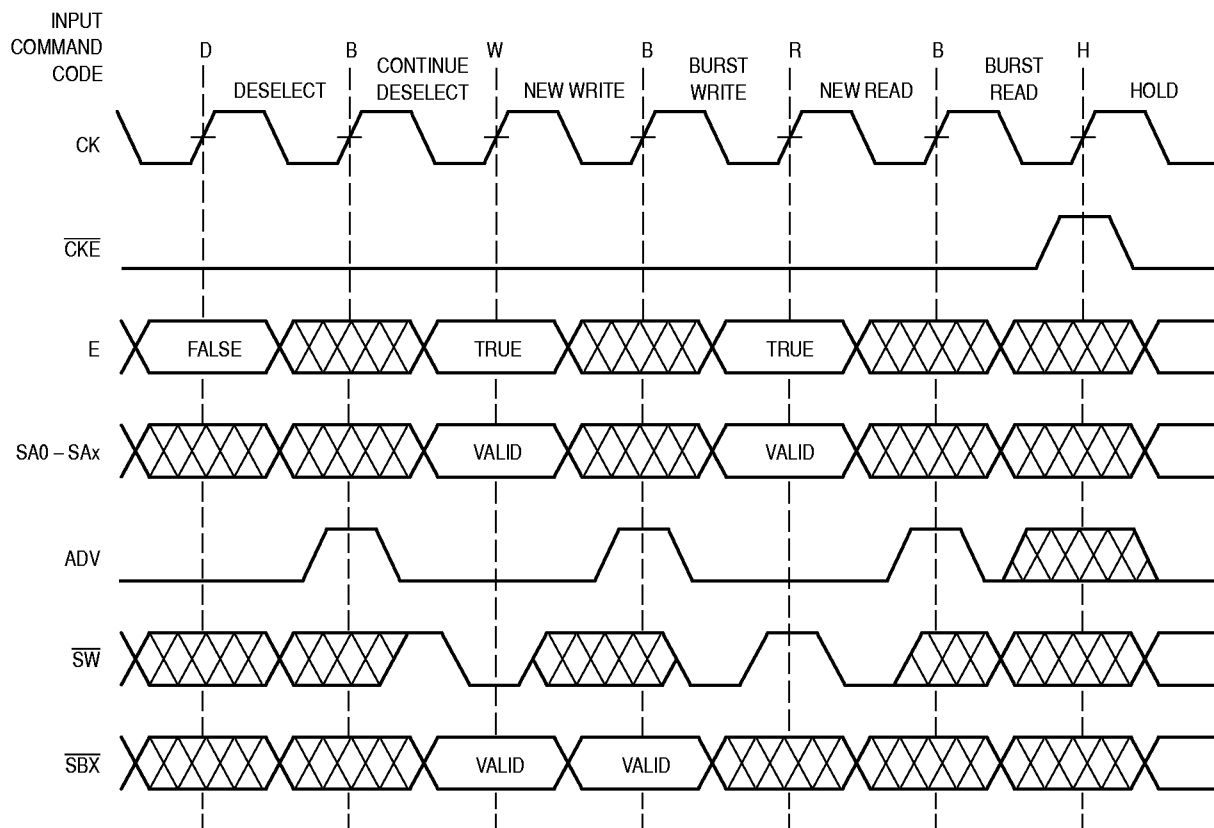 INPUT
COMMAND
CODE
D B W B R B H
DESELECT
CONTINUE
DESELECT
NEW WRITE
BURST
WRITE
NEW READ
BURST
READ
HOLD
CK
CKE
E FALSE TRUE TRUE
SA0 – SAx VALID VALID
ADV
SW
SBX VALID VALID